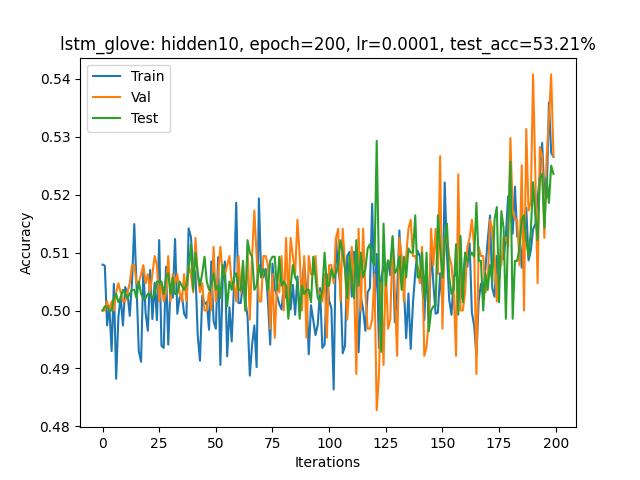 lstm_glove: hidden10, epoch=200, lr=0.0001, test_acc=53.21%
Train
Val
Test
Accuracy
0.54
0.53
0.52
0.51
0.50
0.49
0.48
0 25 50 75 100 125 150 175 200
Iterations